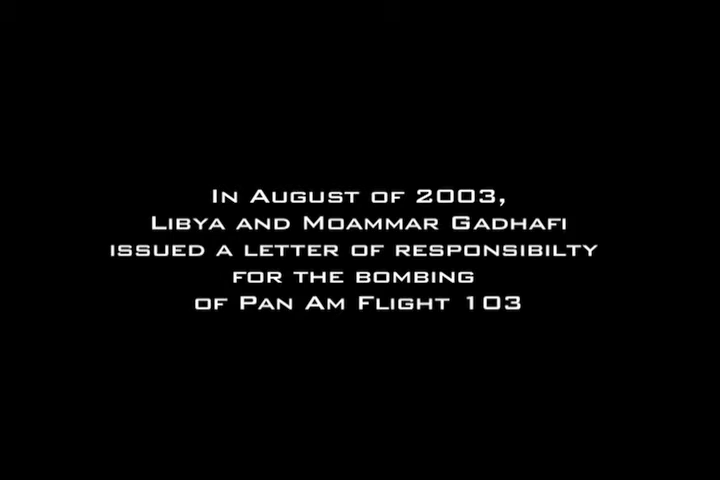 In August of 2003,
Libya and Moammar Gadhafi
issued a letter of responsibilty
for the bombing
of Pan Am Flight 103